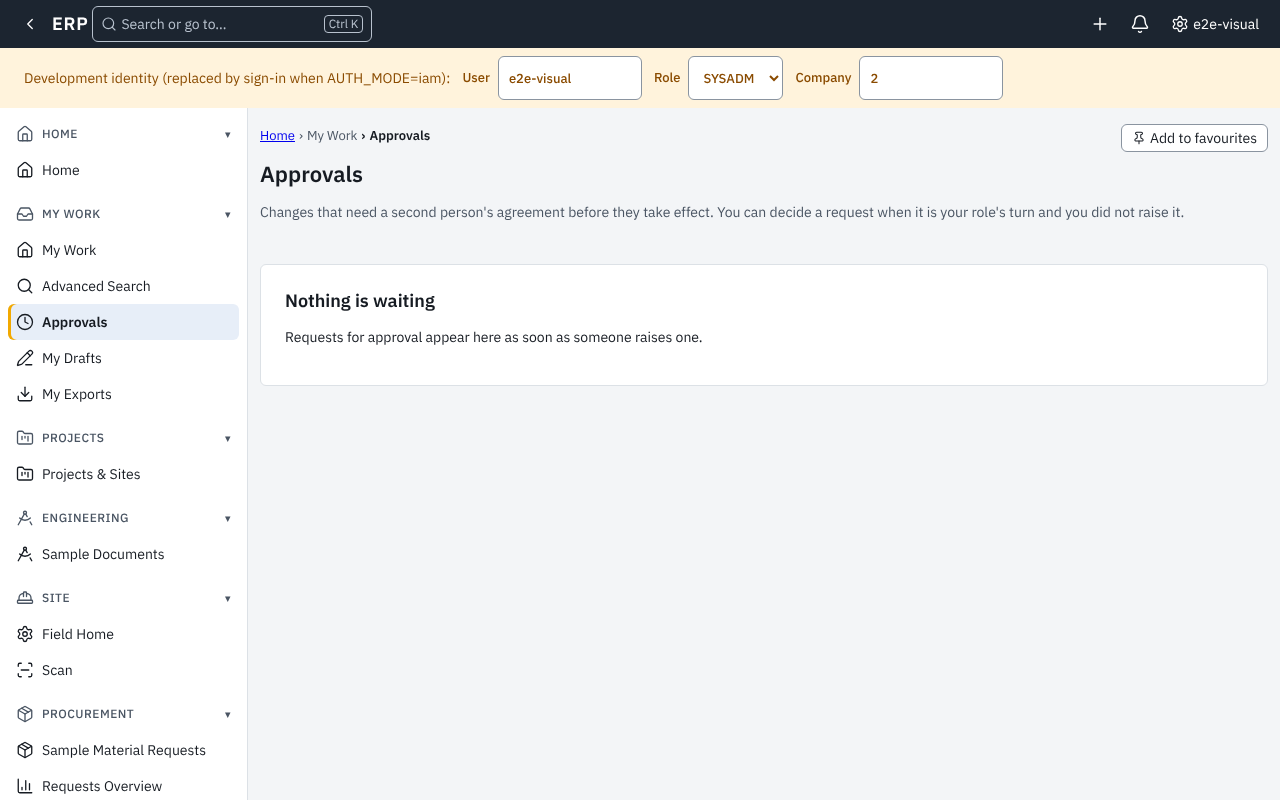 ERP
Search or go to...
Ctrl K
e2e-visual
Development identity (replaced by sign-in when AUTH_MODE=iam):
User
e2e-visual
Role
SYSADM
Company
2
HOME
Home
MY WORK
My Work
Advanced Search
Approvals
My Drafts
My Exports
PROJECTS
Projects & Sites
ENGINEERING
Sample Documents
SITE
Field Home
Scan
PROCUREMENT
Sample Material Requests
Requests Overview
Home › My Work › Approvals
Add to favourites
Approvals
Changes that need a second person's agreement before they take effect. You can decide a request when it is your role's turn and you did not raise it.
Nothing is waiting
Requests for approval appear here as soon as someone raises one.